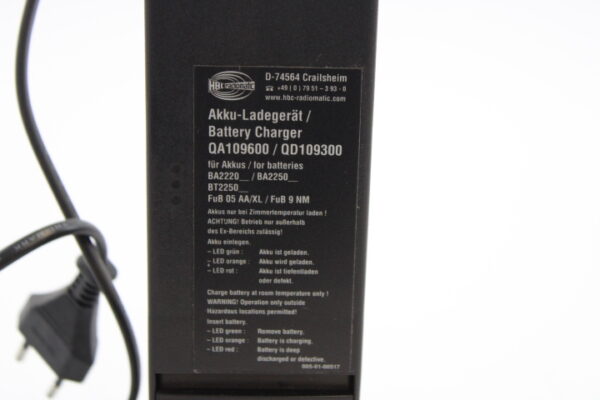 HBC radiomatic
D-74564 Crailsheim
☎ +49 ( 0 ) 79 51 – 3 93 - 0
www.hbc-radiomatic.com
Akku-Ladegerät /
Battery Charger
QA109600 / QD109300
für Akkus / for batteries
BA2220__ / BA2250__
BT2250__
FuB 05 AA/XL / FuB 9 NM
Akkus nur bei Zimmertemperatur laden !
ACHTUNG! Betrieb nur außerhalb
des Ex-Bereichs zulässig!
Akku einlegen.
– LED grün : Akku ist geladen.
– LED orange : Akku wird geladen.
– LED rot : Akku ist tiefentladen
oder defekt.
Charge battery at room temperature only !
WARNING! Operation only outside
Hazardous locations permitted!
Insert battery.
– LED green : Remove battery.
– LED orange : Battery is charging.
– LED red : Battery is deep
discharged or defective.
005-01-00517